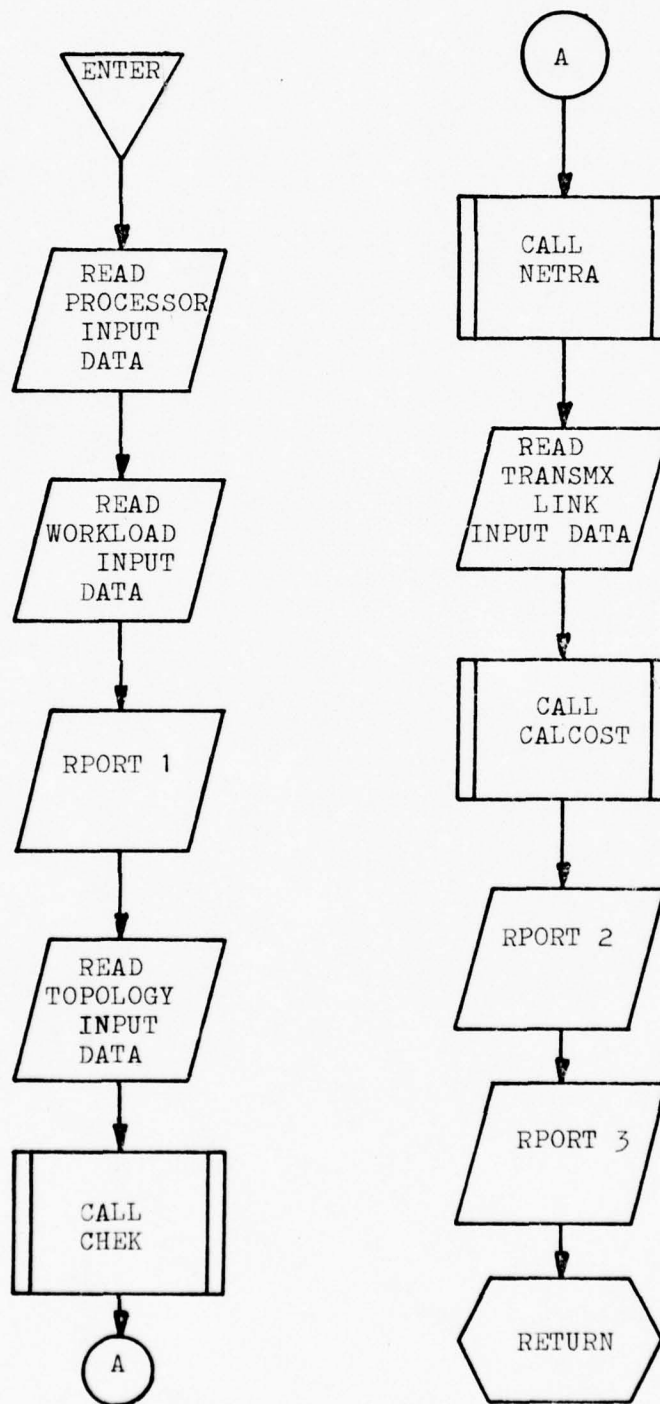 ENTER
READ
PROCESSOR
INPUT
DATA
READ
WORKLOAD
INPUT
DATA
RPORT 1
READ
TOPOLOGY
INPUT
DATA
CALL
CHEK
A
A
CALL
NETRA
READ
TRANSMX
LINK
INPUT DATA
CALL
CALCOST
RPORT 2
RPORT 3
RETURN